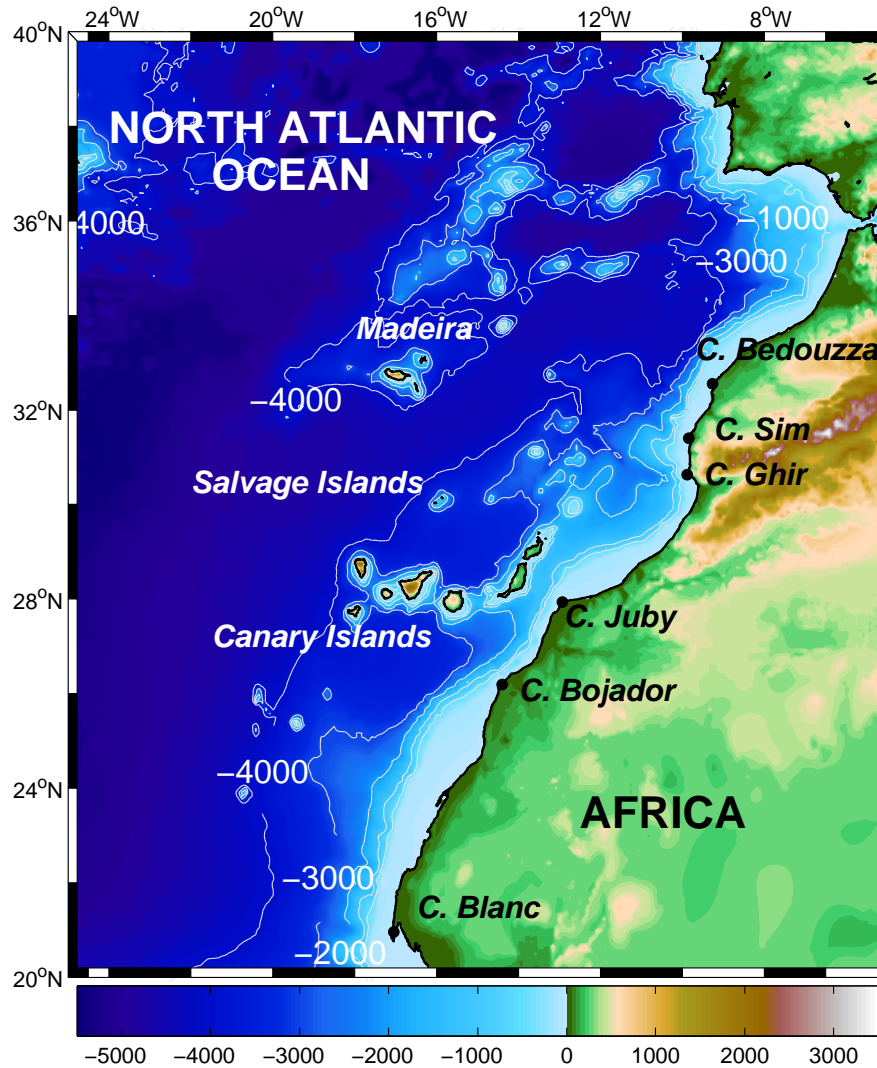 24°W 20°W 16°W 12°W 8°W
40°N
NORTH ATLANTIC
OCEAN
36°N
4000
−1000
−3000
Madeira
C. Bedouzza
−4000
32°N
C. Sim
Salvage Islands
C. Ghir
28°N
C. Juby
Canary Islands
C. Bojador
−4000
24°N
AFRICA
−3000
C. Blanc
−2000
20°N
−5000 −4000 −3000 −2000 −1000 0 1000 2000 3000